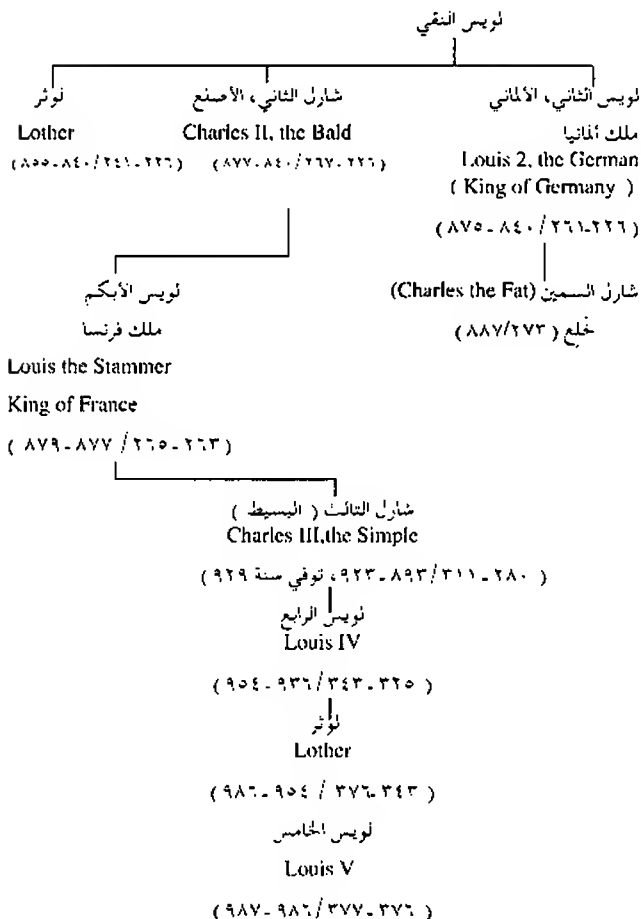 لويس التقي
لويس الثاني، الألماني
ملك ألمانيا
Louis 2, the German
( King of Germany )
(٢٢٦-٢٦١/ ٨٤٠-٨٧٥ )
شارل الثاني، الأصلع
Charles II, the Bald
(٢٢٦-٢٦٧/ ٨٤٠-٨٧٧ )
لوثر
Lother
(٢٢٦-٢٤١/ ٨٤٠-٨٥٥)
شارل السمين (Charles the Fat)
خلع ( ٢٧٣/ ٨٨٧)
لويس الأبكم
ملك فرنسا
Louis the Stammer
King of France
(٢٦٣-٢٦٥/ ٨٧٧-٨٧٩ )
شارل الثالث ( البسيط )
Charles III,the Simple
( ٢٨٠-٣١١/ ٨٩٣-٩٢٣، توفي سنة ٩٢٩)
لويس الرابع
Louis IV
( ٣٢٥-٣٤٣/ ٩٣٦-٩٥٤)
لوثر
Lother
( ٣٤٣-٣٧٦/ ٩٥٤-٩٨٦)
لويس الخامس
Louis V
( ٣٧٦-٣٧٧/ ٩٨٦-٩٨٧)